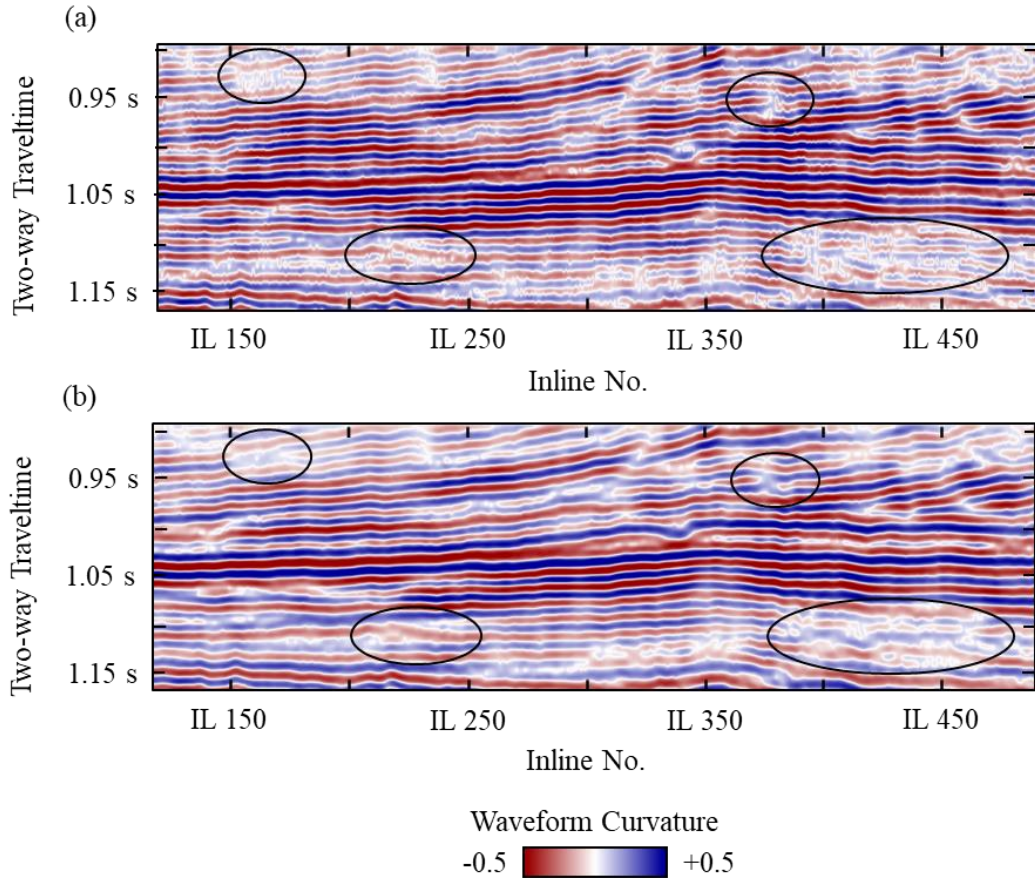 (a)
Two-way Traveltime
0.95 s
1.05 s
1.15 s
IL 150 IL 250 IL 350 IL 450
Inline No.
(b)
Two-way Traveltime
0.95 s
1.05 s
1.15 s
IL 150 IL 250 IL 350 IL 450
Inline No.
Waveform Curvature
-0.5 +0.5